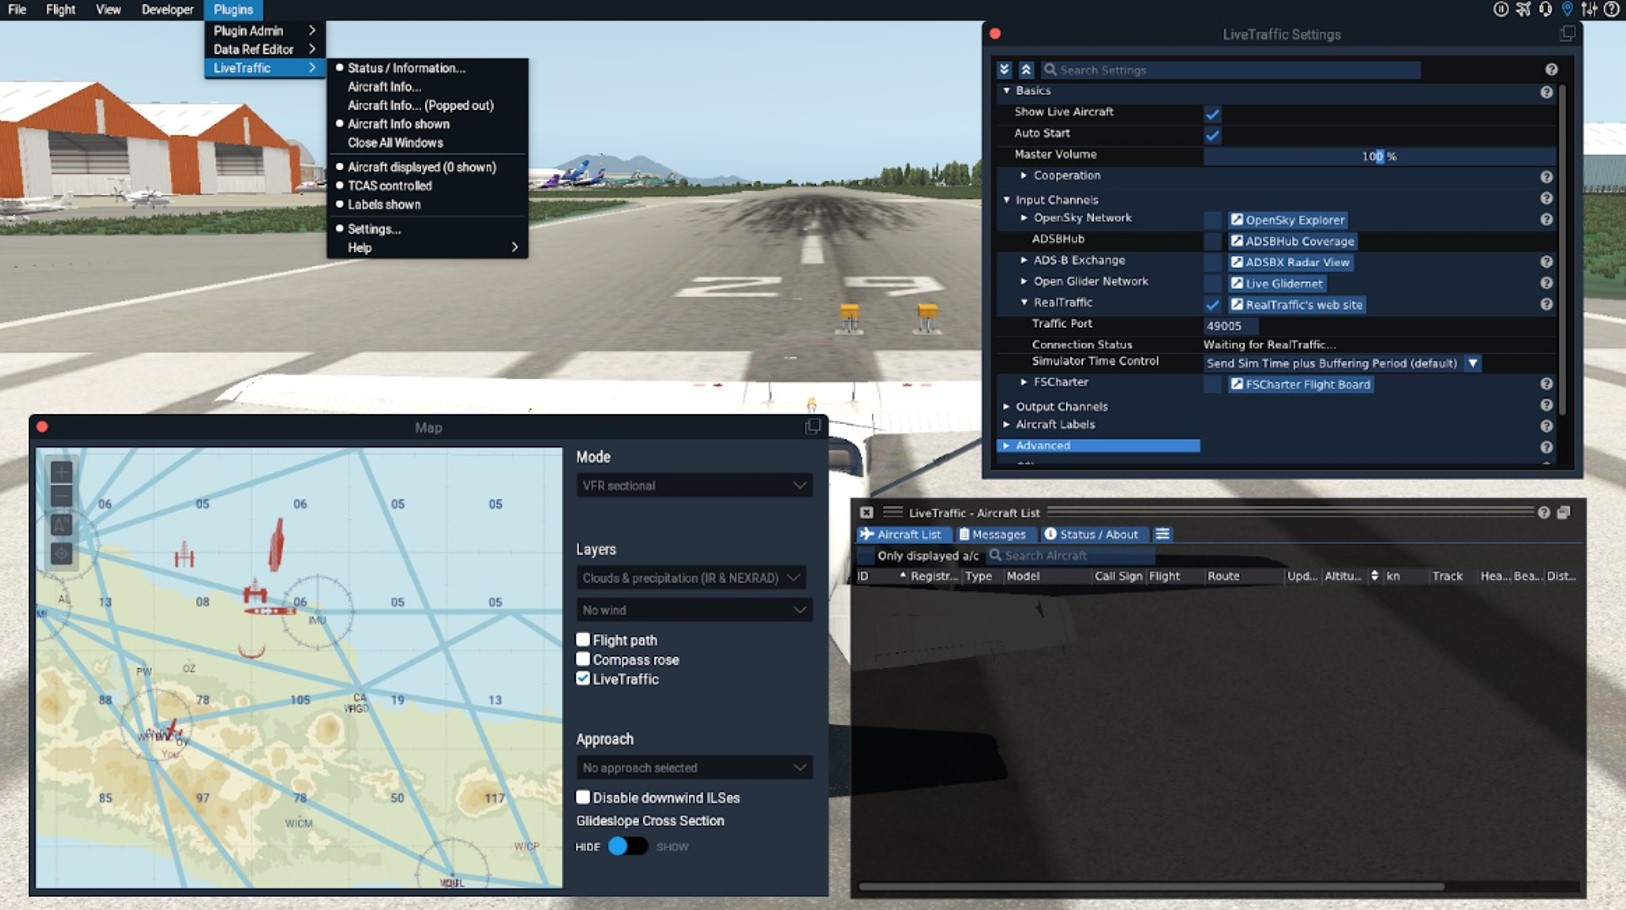 File Flight View Developer Plugins
Plugin Admin
Data Ref Editor
LiveTraffic
Status / Information...
Aircraft Info...
Aircraft Info... (Popped out)
Aircraft Info shown
Close All Windows
Aircraft displayed (0 shown)
TCAS controlled
Labels shown
Settings...
Help
29
LiveTraffic Settings
Search Settings
Basics
Show Live Aircraft
Auto Start
Master Volume 100 %
Cooperation
Input Channels
OpenSky Network OpenSky Explorer
ADSBHub ADSBHub Coverage
ADS-B Exchange ADSBX Radar View
Open Glider Network Live Glidernet
RealTraffic RealTraffic's web site
Traffic Port 49005
Connection Status Waiting for RealTraffic...
Simulator Time Control Send Sim Time plus Buffering Period (default)
FSCharter FSCharter Flight Board
Output Channels
Aircraft Labels
Advanced
Map
06 05 06 05 05
13 08 06 05 05
AL
IMU
PW OZ
88 78 105 19 13
CA
OY
You
85 97 78 50 117
WICM
WICP
Mode
VFR sectional
Layers
Clouds & precipitation (IR & NEXRAD)
No wind
Flight path
Compass rose
LiveTraffic
Approach
No approach selected
Disable downwind ILSes
Glideslope Cross Section
HIDE SHOW
LiveTraffic - Aircraft List
Aircraft List Messages Status / About
Only displayed a/c Search Aircraft
ID Registr... Type Model Call Sign Flight Route Upd... Altitu... kn Track Hea... Bea... Dist...